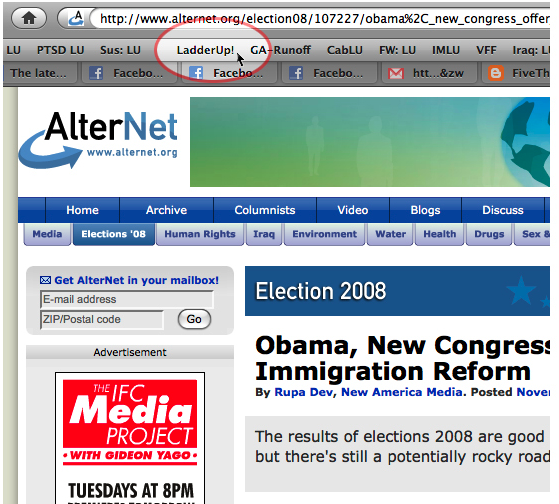 http://www.alternet.org/election08/107227/obama%2C_new_congress_offer
LU PTSD LU Sus: LU LadderUp! GA-Runoff CabLU FW: LU IMLU VFF Iraq: L
The late... Facebo... Facebo... Facebo... htt...&zw FiveTh
AlterNet
www.alternet.org
Home Archive Columnists Video Blogs Discuss
Media Elections '08 Human Rights Iraq Environment Water Health Drugs Sex &
Get AlterNet in your mailbox!
E-mail address
ZIP/Postal code Go
Advertisement
THE IFC
Media
PROJECT
• WITH GIDEON YAGO •
TUESDAYS AT 8PM
Election 2008
Obama, New Congress
Immigration Reform
By Rupa Dev, New America Media. Posted Nove
The results of elections 2008 are good
but there's still a potentially rocky road